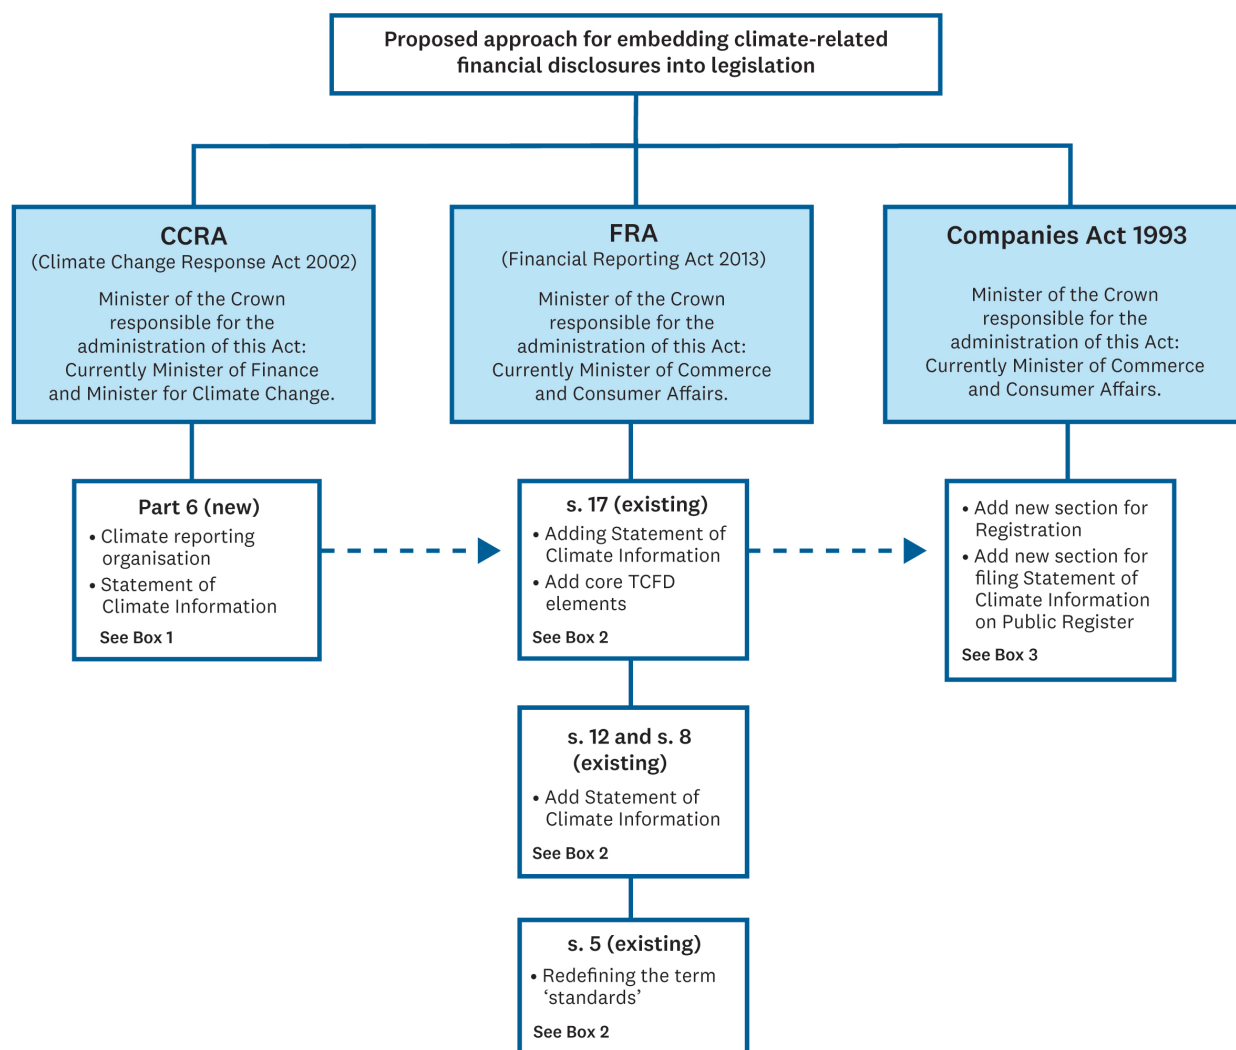 Proposed approach for embedding climate-related
financial disclosures into legislation
CCRA
(Climate Change Response Act 2002)
Minister of the Crown
responsible for the
administration of this Act:
Currently Minister of Finance
and Minister for Climate Change.
FRA
(Financial Reporting Act 2013)
Minister of the Crown
responsible for the
administration of this Act:
Currently Minister of Commerce
and Consumer Affairs.
Companies Act 1993
Minister of the Crown
responsible for the
administration of this Act:
Currently Minister of Commerce
and Consumer Affairs.
Part 6 (new)
• Climate reporting
organisation
• Statement of
Climate Information
See Box 1
s. 17 (existing)
• Adding Statement of
Climate Information
• Add core TCFD
elements
See Box 2
• Add new section for
Registration
• Add new section for
filing Statement of
Climate Information
on Public Register
See Box 3
s. 12 and s. 8
(existing)
• Add Statement of
Climate Information
See Box 2
s. 5 (existing)
• Redefining the term
‘standards’
See Box 2